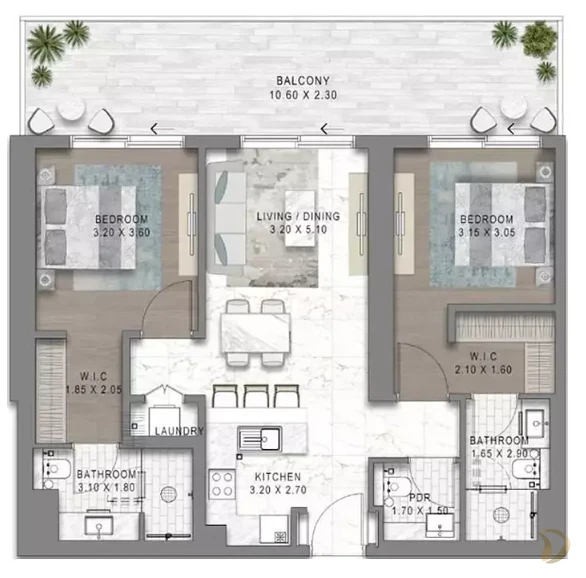 BALCONY
10.60 X 2.30
BEDROOM
3.20 X 3.60
LIVING / DINING
3.20 X 5.10
BEDROOM
3.15 X 3.05
W.I.C
1.85 X 2.05
W.I.C
2.10 X 1.60
LAUNDRY
BATHROOM
3.10 X 1.80
KITCHEN
3.20 X 2.70
PDR
1.70 X 1.50
BATHROOM
1.65 X 2.90